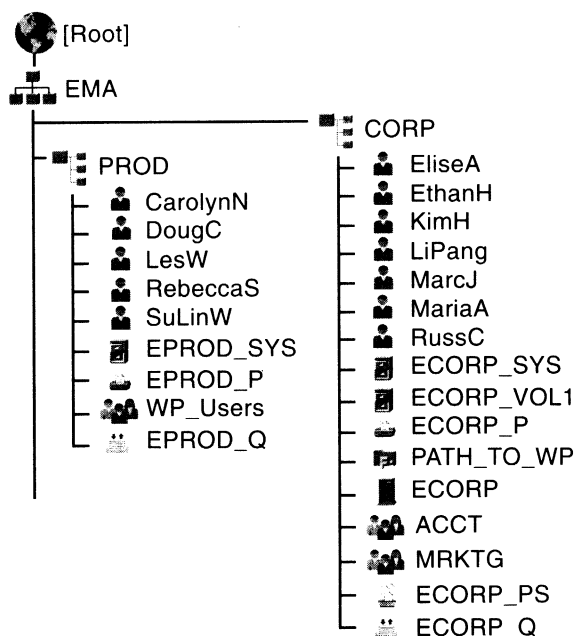 [Root]
EMA
CORP
EliseA
EthanH
KimH
LiPang
MarcJ
MariaA
RussC
ECORP_SYS
ECORP_VOL1
ECORP_P
PATH_TO_WP
ECORP
ACCT
MRKTG
ECORP_PS
ECORP_Q
PROD
CarolynN
DougC
LesW
RebeccaS
SuLinW
EPROD_SYS
EPROD_P
WP_Users
EPROD_Q